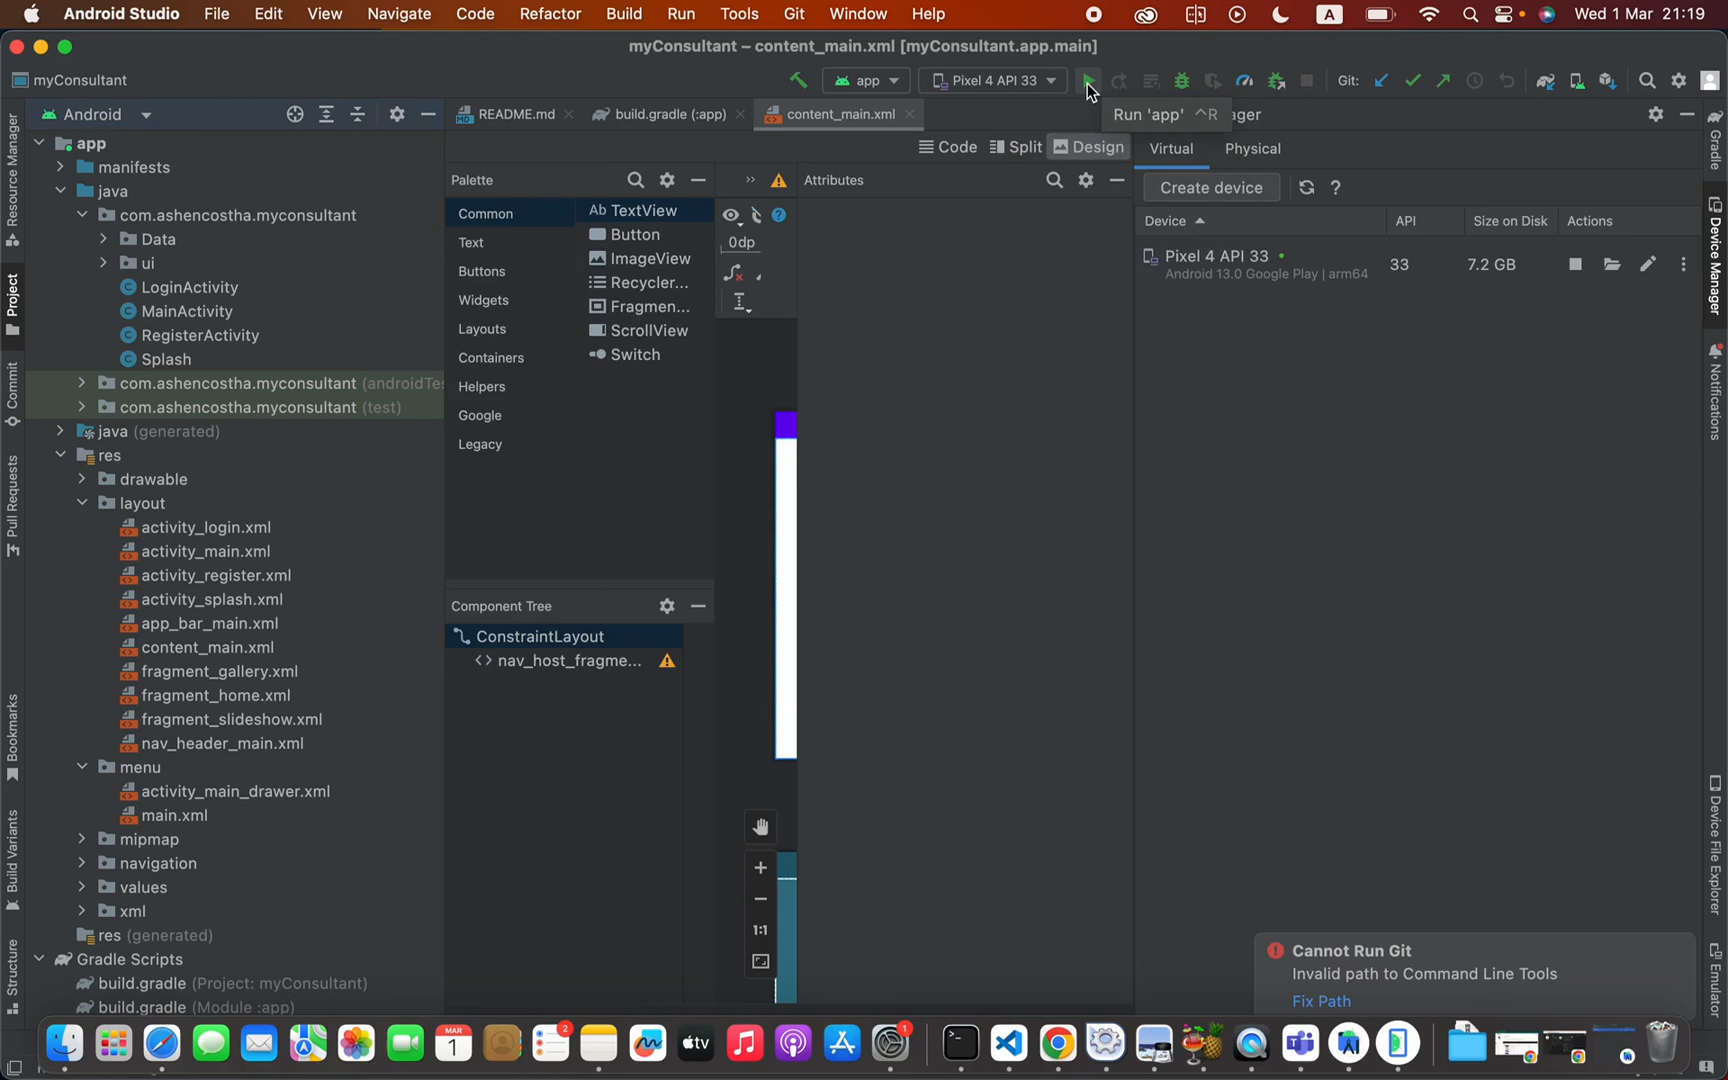 Android Studio File Edit View Navigate Code Refactor Build Run Tools Git Window Help A Wed 1 Mar 21:19
myConsultant – content_main.xml [myConsultant.app.main]
myConsultant app Pixel 4 API 33 Git:
Android README.md build.gradle (:app) content_main.xml Run 'app' ^R ager
Code Split Design Virtual Physical
Palette Attributes
Create device ?
Common Ab TextView
Text Button
Buttons ImageView
Widgets Recycler...
Layouts Fragmen...
Containers ScrollView
Helpers Switch
Google
Legacy
0dp
Device API Size on Disk Actions
Pixel 4 API 33 33 7.2 GB
Android 13.0 Google Play | arm64
app
manifests
java
com.ashencostha.myconsultant
Data
ui
LoginActivity
MainActivity
RegisterActivity
Splash
com.ashencostha.myconsultant (androidTes
com.ashencostha.myconsultant (test)
java (generated)
res
drawable
layout
activity_login.xml
activity_main.xml
activity_register.xml
activity_splash.xml
app_bar_main.xml
content_main.xml
fragment_gallery.xml
fragment_home.xml
fragment_slideshow.xml
nav_header_main.xml
menu
activity_main_drawer.xml
main.xml
mipmap
navigation
values
xml
res (generated)
Gradle Scripts
build.gradle (Project: myConsultant)
build.gradle (Module :app)
Component Tree
ConstraintLayout
nav_host_fragme...
1:1
Cannot Run Git
Invalid path to Command Line Tools
Fix Path
Resource Manager
Project
Commit
Pull Requests
Bookmarks
Build Variants
Structure
Gradle
Device Manager
Notifications
Device File Explorer
Emulator
MAR
1
2
tv
1